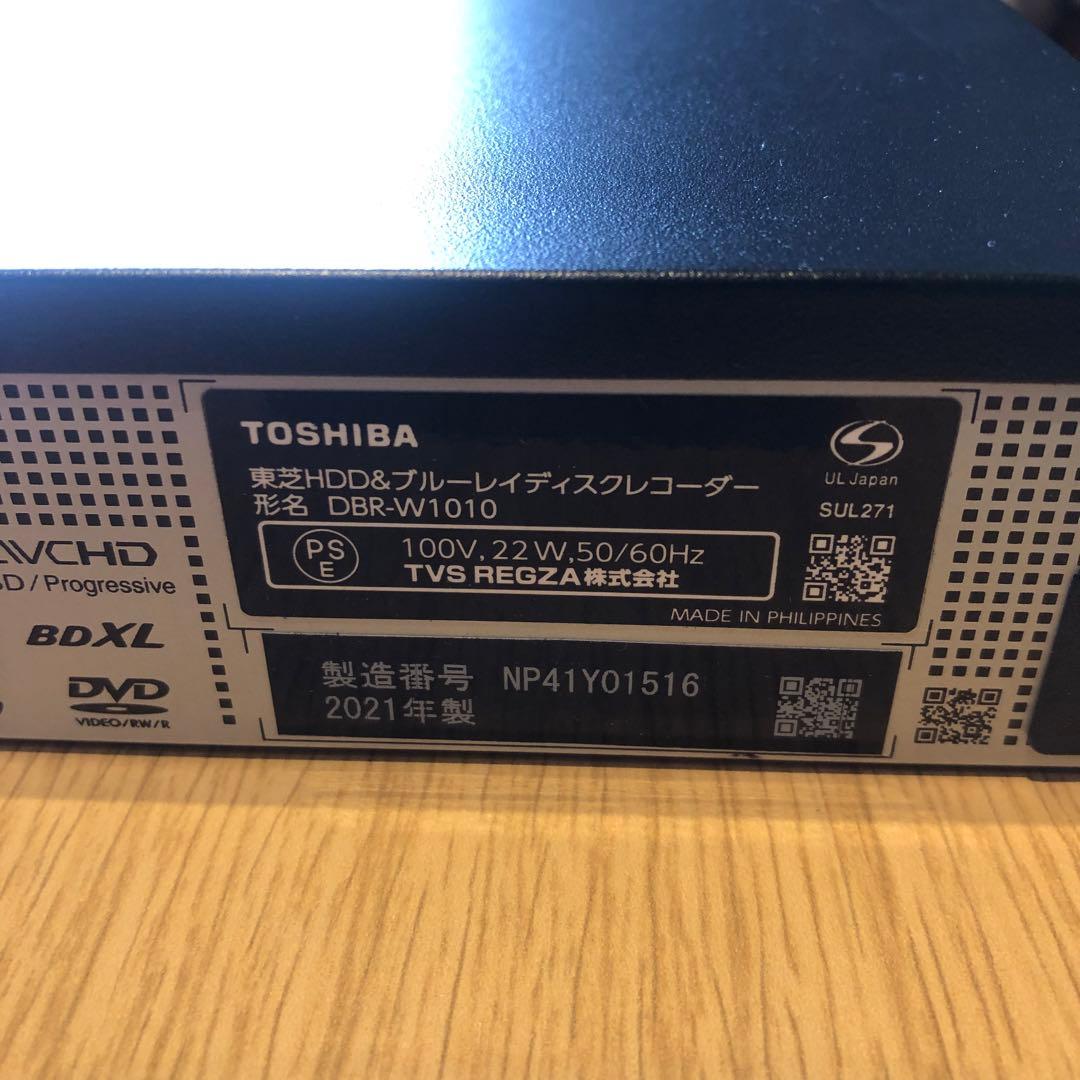 TOSHIBA
東芝HDD&ブルーレイディスクレコーダー
形名 DBR-W1010
PS
E
100V, 22W, 50/60Hz
TVS REGZA株式会社
MADE IN PHILIPPINES
S
UL Japan
SUL271
AVCHD
/Progressive
BDXL
DVD
VIDEO/RW/R
製造番号 NP41Y01516
2021年製